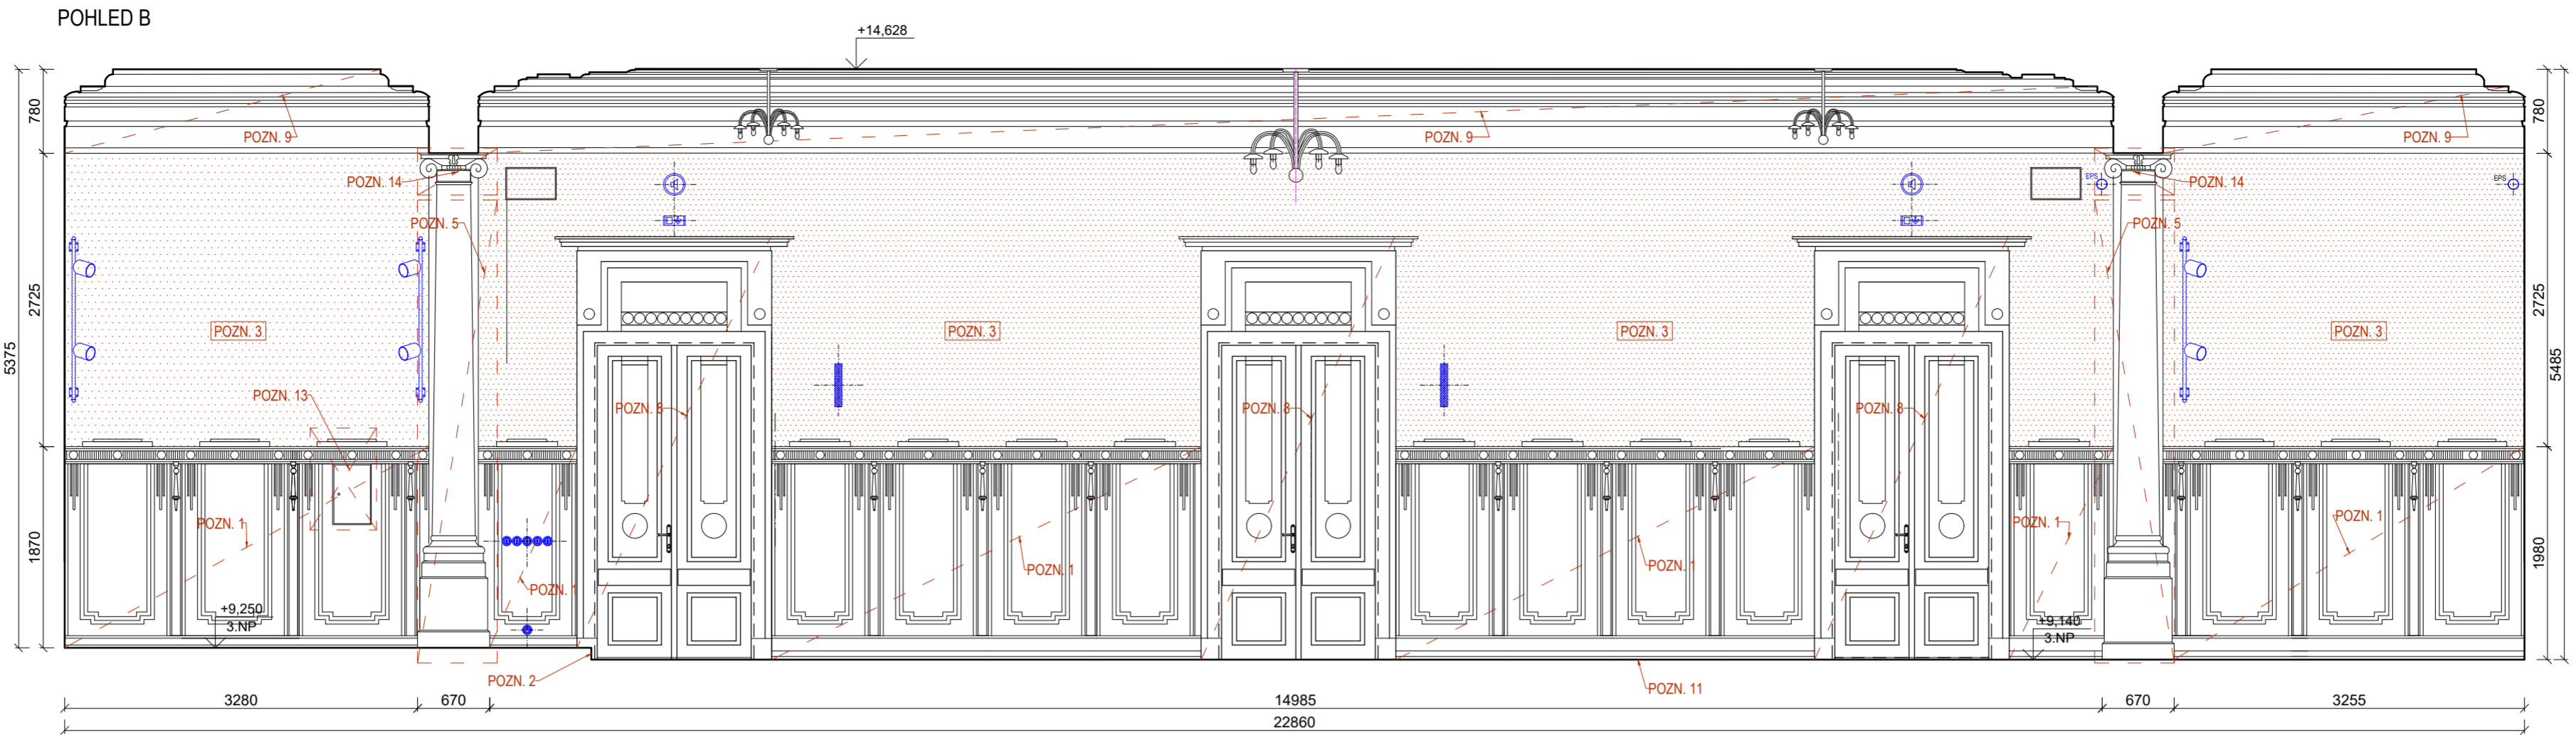 POHLED B
+14,628
780
780
POZN. 9
POZN. 9
POZN. 9
POZN. 14
POZN. 14
EPS
EPS
POZN. 5
POZN. 5
2725
2725
5375
5485
POZN. 3
POZN. 3
POZN. 3
POZN. 3
POZN. 13
POZN. 8
POZN. 8
POZN. 8
POZN. 1
POZN. 1
POZN. 1
POZN. 1
POZN. 1
POZN. 1
1870
1980
+9,250
3.NP
+9,140
3.NP
POZN. 2
POZN. 11
3280
670
14985
670
3255
22860